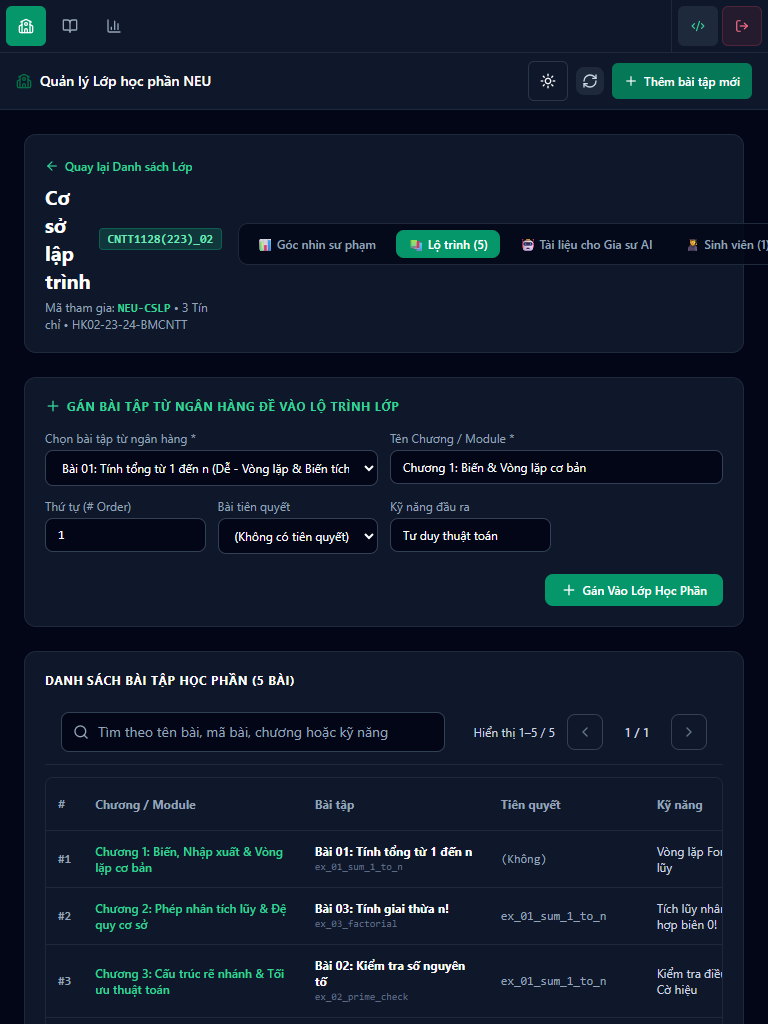 Quản lý Lớp học phần NEU
Thêm bài tập mới
Quay lại Danh sách Lớp
Cơ
sở
lập
trình
CNTT1128(223)_02
Mã tham gia: NEU-CSLP • 3 Tín
chỉ • HK02-23-24-BMCNTT
Góc nhìn sư phạm
Lộ trình (5)
Tài liệu cho Gia sư AI
Sinh viên (1)
GÁN BÀI TẬP TỪ NGÂN HÀNG ĐỀ VÀO LỘ TRÌNH LỚP
Chọn bài tập từ ngân hàng *
Tên Chương / Module *
Bài 01: Tính tổng từ 1 đến n (Dễ - Vòng lặp & Biến tích
Chương 1: Biến & Vòng lặp cơ bản
Thứ tự (# Order)
Bài tiên quyết
Kỹ năng đầu ra
1
(Không có tiên quyết)
Tư duy thuật toán
Gán Vào Lớp Học Phần
DANH SÁCH BÀI TẬP HỌC PHẦN (5 BÀI)
Tìm theo tên bài, mã bài, chương hoặc kỹ năng
Hiển thị 1–5 / 5
1 / 1
# Chương / Module Bài tập Tiên quyết Kỹ năng
#1
Chương 1: Biến, Nhập xuất & Vòng
lặp cơ bản
Bài 01: Tính tổng từ 1 đến n
ex_01_sum_1_to_n
(Không)
Vòng lặp For
lũy
#2
Chương 2: Phép nhân tích lũy & Đệ
quy cơ sở
Bài 03: Tính giai thừa n!
ex_03_factorial
ex_01_sum_1_to_n
Tích lũy nhân
hợp biên 0!
#3
Chương 3: Cấu trúc rẽ nhánh & Tối
ưu thuật toán
Bài 02: Kiểm tra số nguyên
tố
ex_02_prime_check
ex_01_sum_1_to_n
Kiểm tra điều
Cờ hiệu